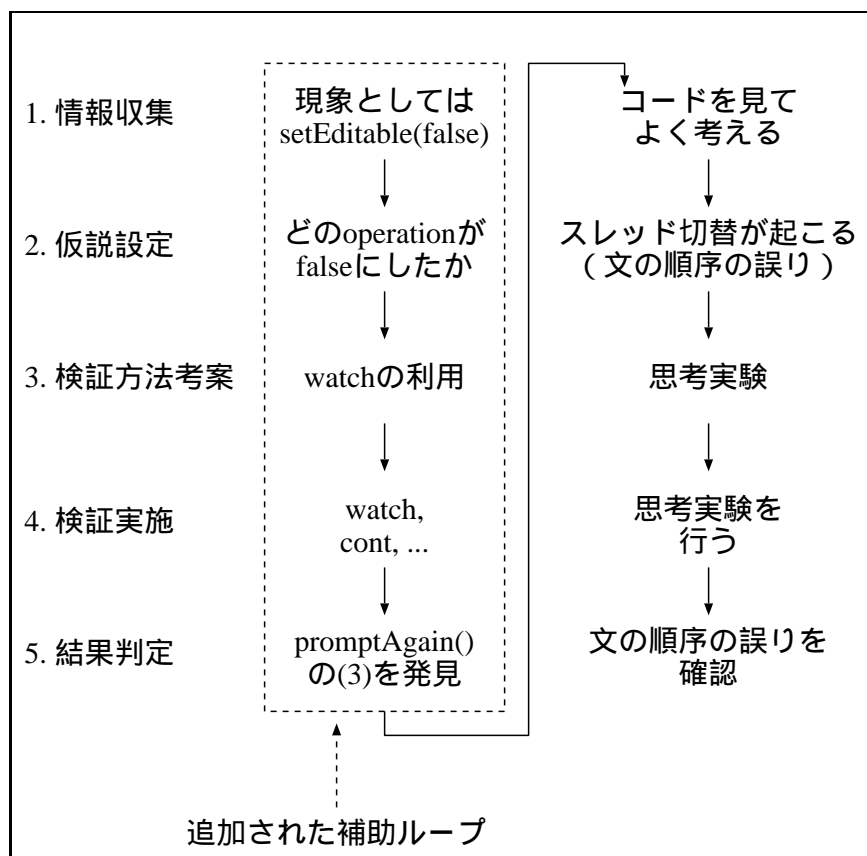 1. 情報収集
現象としては
setEditable(false)
コードを見て
よく考える
2. 仮説設定
どのoperationが
falseにしたか
スレッド切替が起こる
(文の順序の誤り)
3. 検証方法考案
watchの利用
思考実験
4. 検証実施
watch,
cont, ...
思考実験を
行う
5. 結果判定
promptAgain()
の(3)を発見
文の順序の誤りを
確認
追加された補助ループ